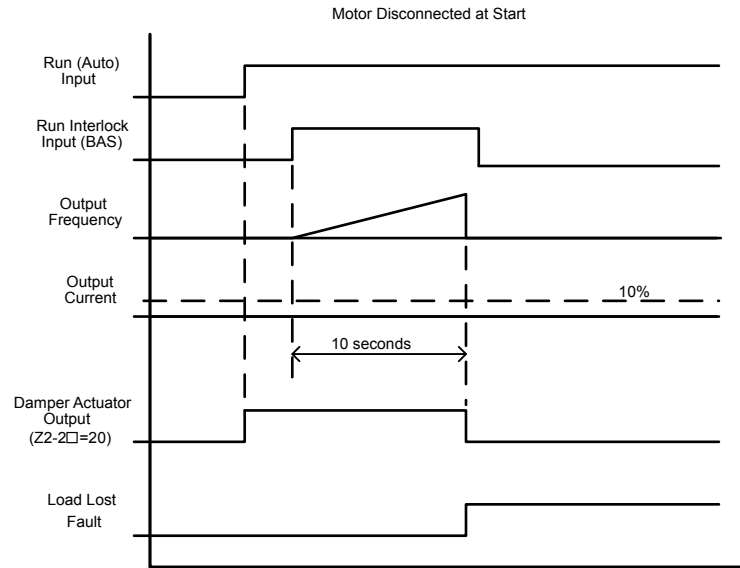 Motor Disconnected at Start
Run (Auto)
Input
Run Interlock
Input (BAS)
Output
Frequency
Output
Current
10%
10 seconds
Damper Actuator
Output
(Z2-2□=20)
Load Lost
Fault